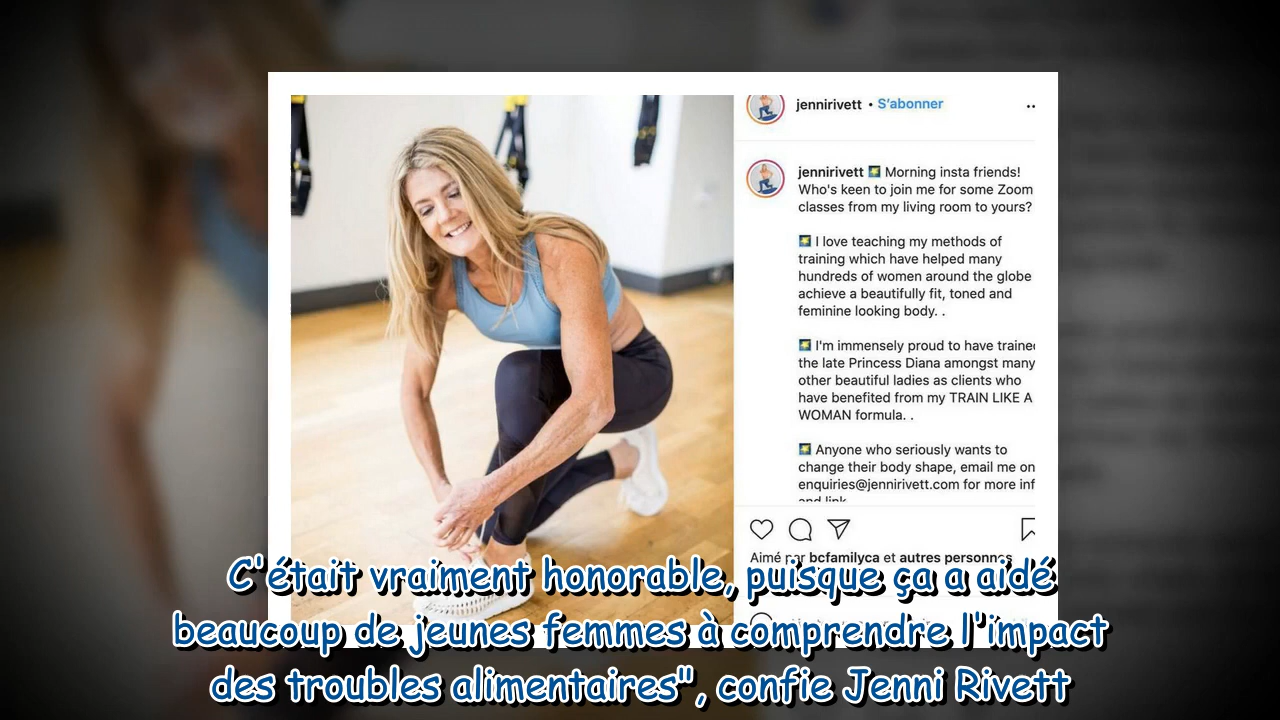 jennirivett • S'abonner
jennirivett Morning insta friends!
Who's keen to join me for some Zoom
classes from my living room to yours?
I love teaching my methods of
training which have helped many
hundreds of women around the globe
achieve a beautifully fit, toned and
feminine looking body. .
I'm immensely proud to have trained
the late Princess Diana amongst many
other beautiful ladies as clients who
have benefited from my TRAIN LIKE A
WOMAN formula. .
Anyone who seriously wants to
change their body shape, email me on
enquiries@jennirivett.com for more inf
and link
Aimé par bcfamilyca et autres personnes
C'était vraiment honorable, puisque ça a aidé
beaucoup de jeunes femmes à comprendre l'impact
des troubles alimentaires", confie Jenni Rivett